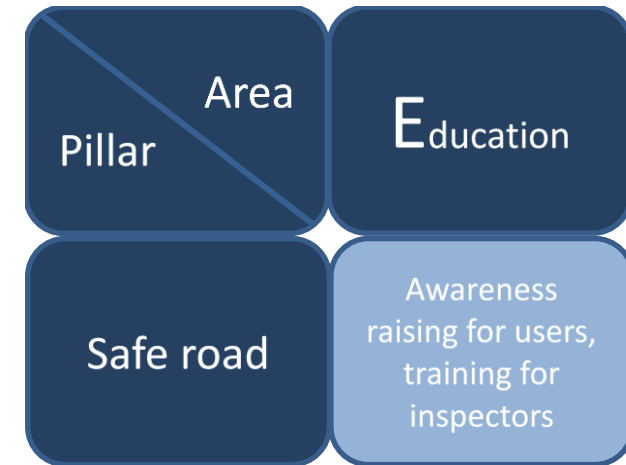 Area
Pillar
Education
Safe road
Awareness
raising for users,
training for
inspectors